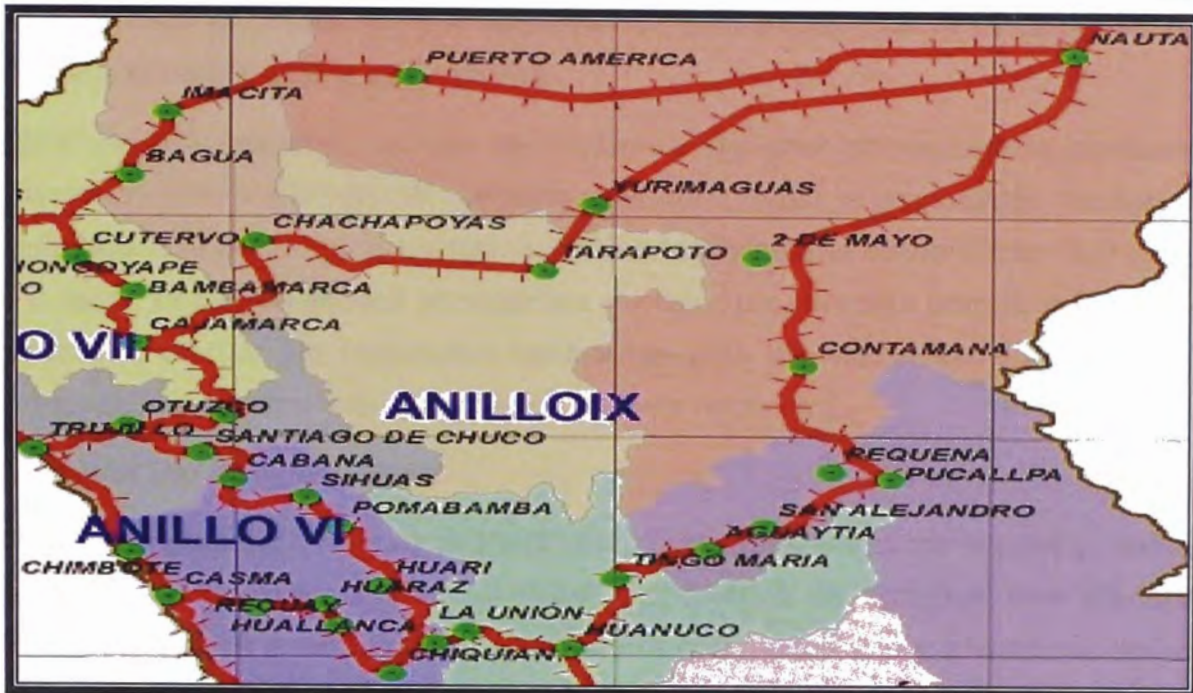 NAUTA
PUERTO AMERICA
IMACITA
BAGUA
YURIMAGUAS
CHACHAPOYAS
CUTERVO
2 DE MAYO
TARAPOTO
BAMBAMARCA
CAJAMARCA
O VII
CONTAMANA
ANILLOIX
OTUZCO
TRUJILLO
SANTIAGO DE CHUCO
CABANA
REQUENA
PUCALLPA
SIHUAS
POMABAMBA
SAN ALEJANDRO
ANILLO VI
AGUAYTIA
TINGO MARIA
CHIMBOTE
HUARI
CASMA
HUARAZ
RECUAY
LA UNIÓN
HUALLANCA
HUANUCO
CHIQUIAN